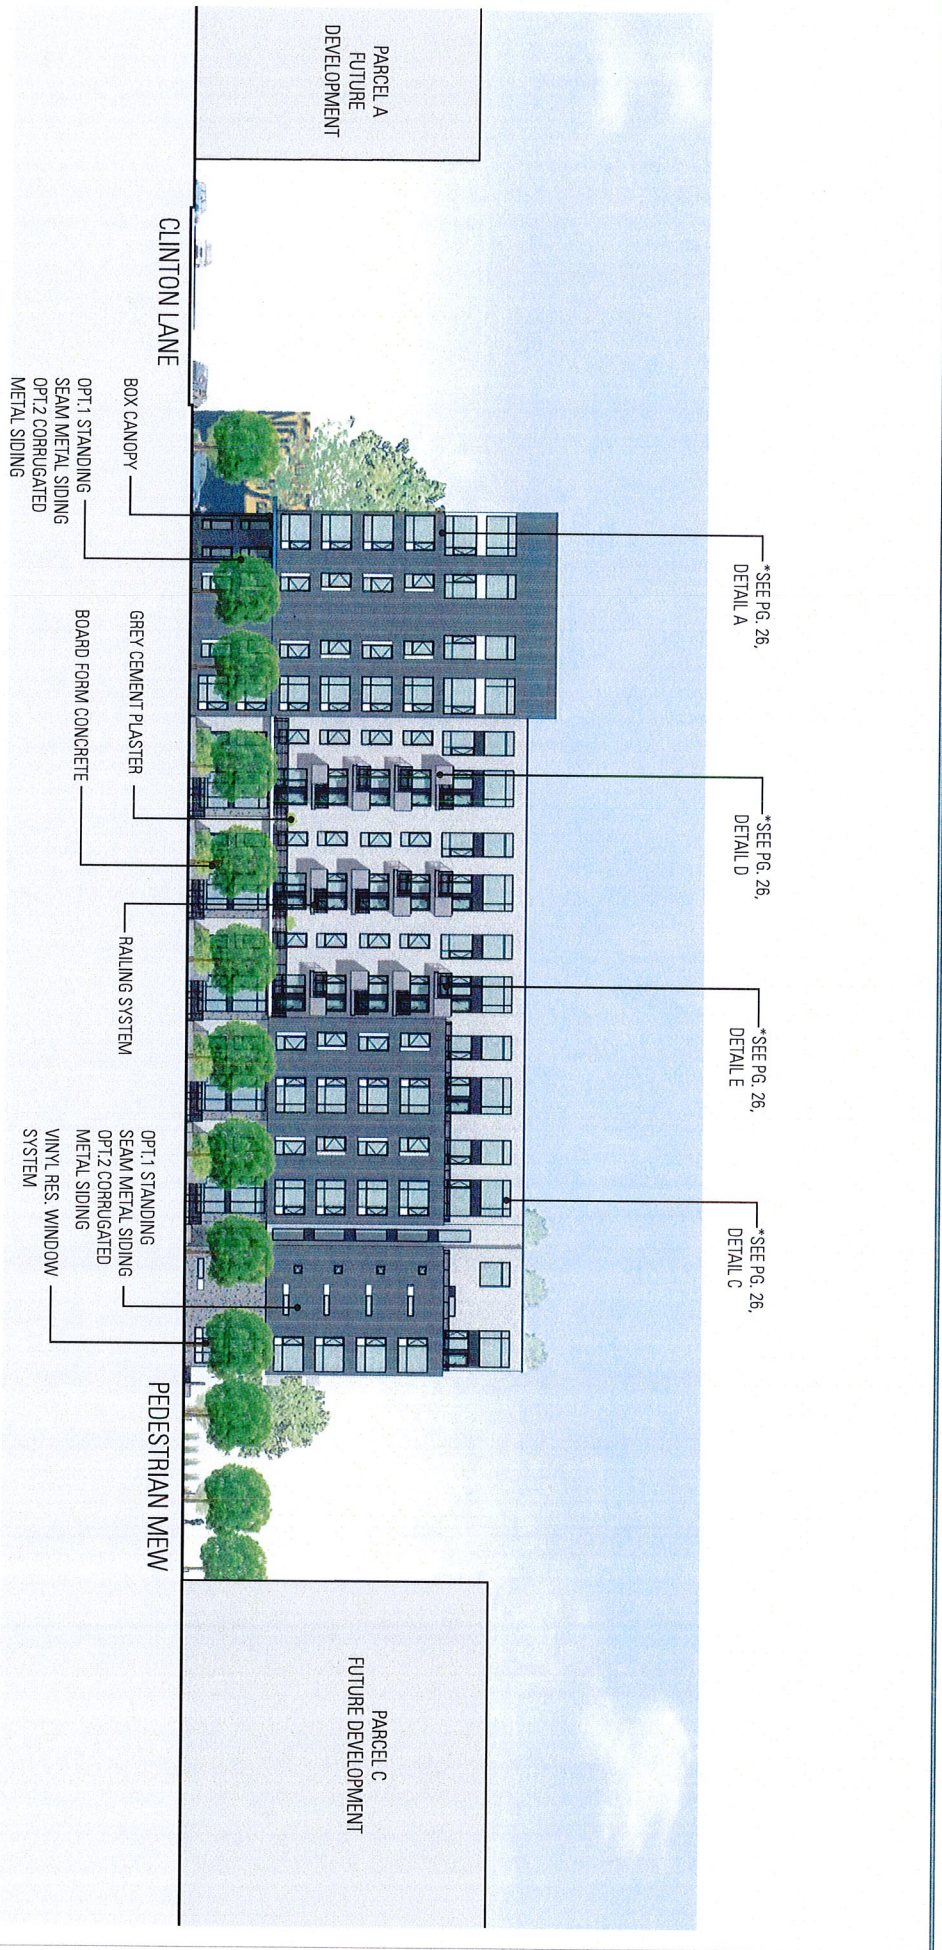 *SEE PG. 26,
DETAIL A
*SEE PG. 26,
DETAIL D
*SEE PG. 26,
DETAIL E
*SEE PG. 26,
DETAIL C
PARCEL A
FUTURE
DEVELOPMENT
PARCEL C
FUTURE DEVELOPMENT
CLINTON LANE
PEDESTRIAN MEW
BOX CANOPY
OPT.1 STANDING
SEAM METAL SIDING
OPT.2 CORRUGATED
METAL SIDING
GREY CEMENT PLASTER
BOARD FORM CONCRETE
RAILING SYSTEM
OPT.1 STANDING
SEAM METAL SIDING
OPT.2 CORRUGATED
METAL SIDING
VINYL RES. WINDOW
SYSTEM